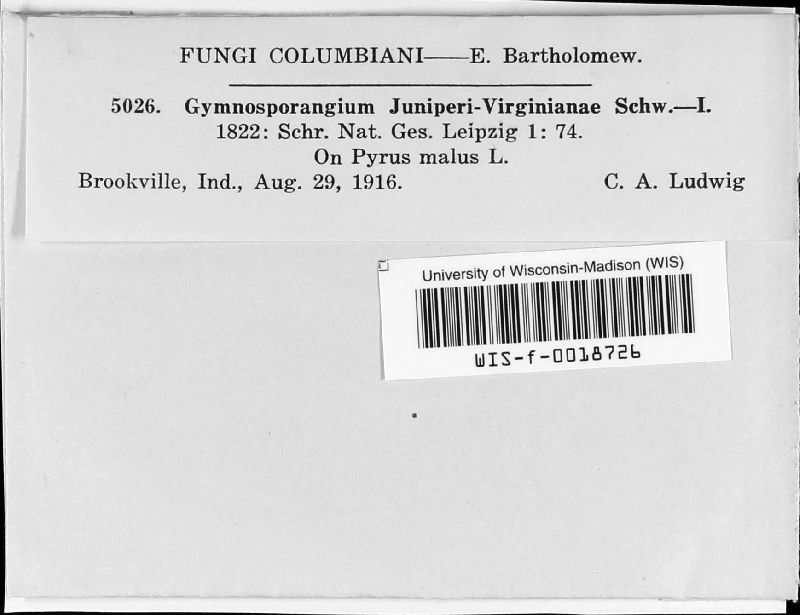 FUNGI COLUMBIANI——E. Bartholomew.
5026. Gymnosporangium Juniperi-Virginianae Schw.—I.
1822: Schr. Nat. Ges. Leipzig 1: 74.
On Pyrus malus L.
Brookville, Ind., Aug. 29, 1916. C. A. Ludwig
University of Wisconsin-Madison (WIS)
WIS-f-0018726